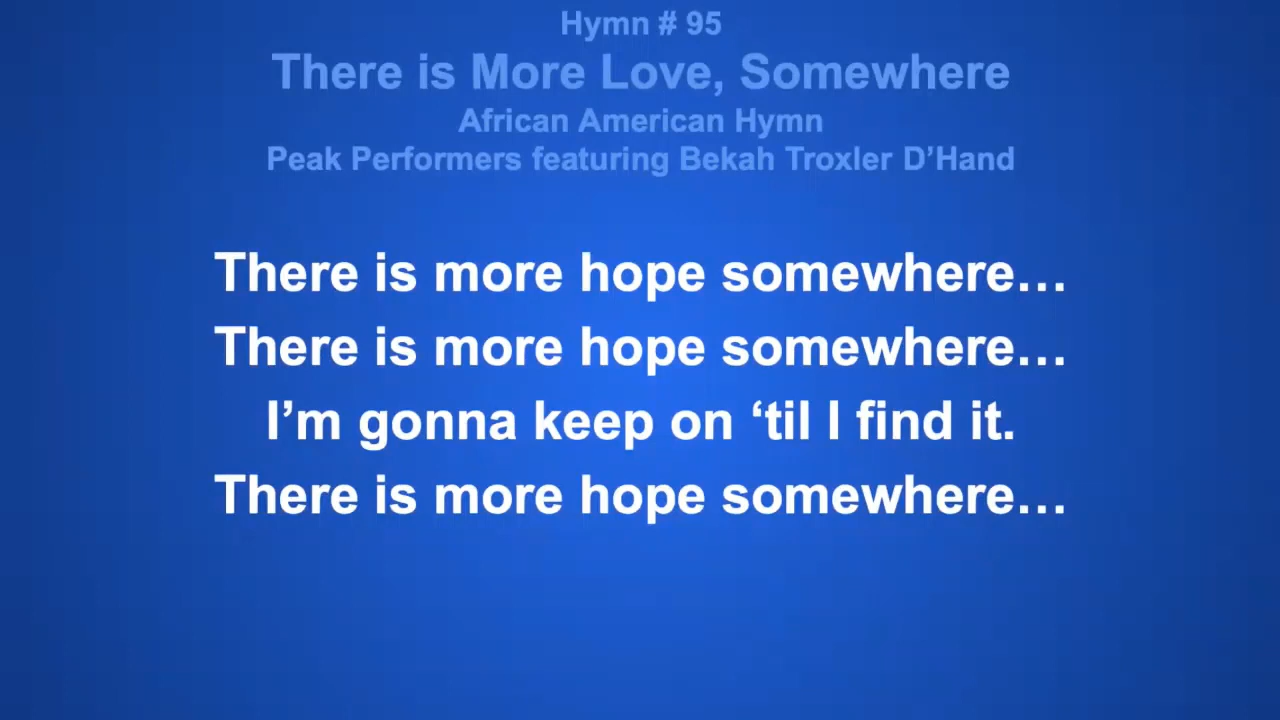 Hymn # 95
There is More Love, Somewhere
African American Hymn
Peak Performers featuring Bekah Troxler D’Hand
There is more hope somewhere…
There is more hope somewhere…
I’m gonna keep on ‘til I find it.
There is more hope somewhere…